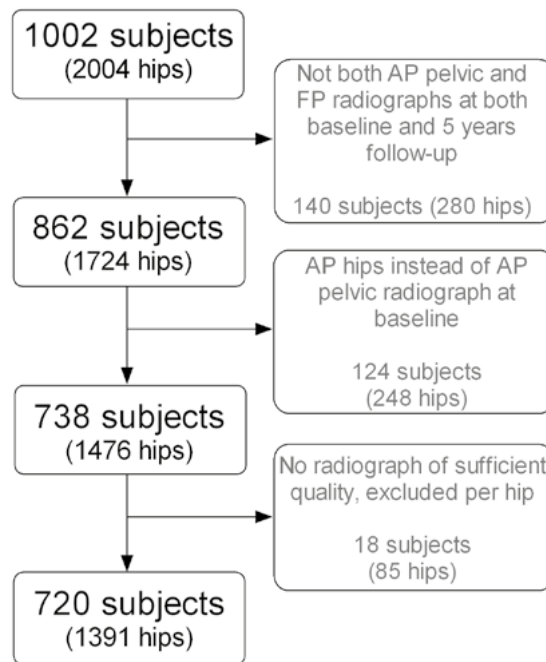 1002 subjects
(2004 hips)
Not both AP pelvic and
FP radiographs at both
baseline and 5 years
follow-up
140 subjects (280 hips)
862 subjects
(1724 hips)
AP hips instead of AP
pelvic radiograph at
baseline
124 subjects
(248 hips)
738 subjects
(1476 hips)
No radiograph of sufficient
quality, excluded per hip
18 subjects
(85 hips)
720 subjects
(1391 hips)